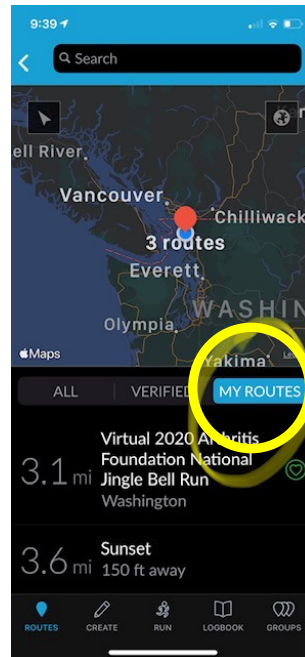 9:39
Search
ell River
Vancouver
Chilliwack
3 routes
Everett
WASHIN
Olympia
Yakima
Maps
ALL
VERIFIED
MY ROUTES
Virtual 2020 Arthritis
Foundation National
Jingle Bell Run
3.1 mi
Washington
Sunset
3.6 mi
150 ft away
ROUTES
CREATE
RUN
LOGBOOK
GROUPS